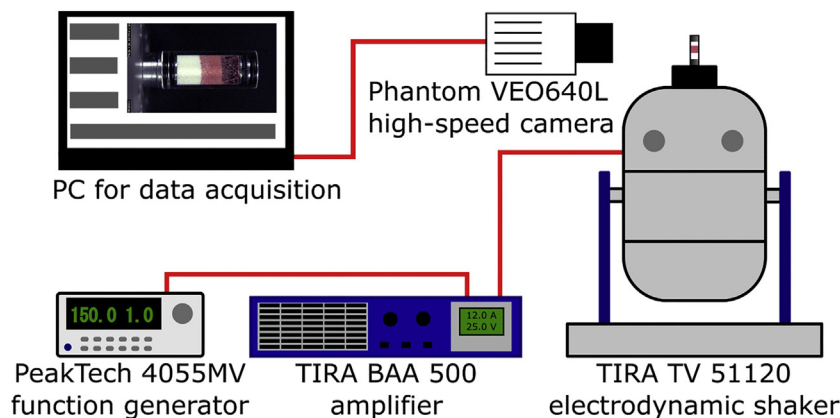 Phantom VEO640L
high-speed camera
PC for data acquisition
150.0 1.0
12.0 A
25.0 V
PeakTech 4055MV
function generator
TIRA BAA 500
amplifier
TIRA TV 51120
electrodynamic shaker